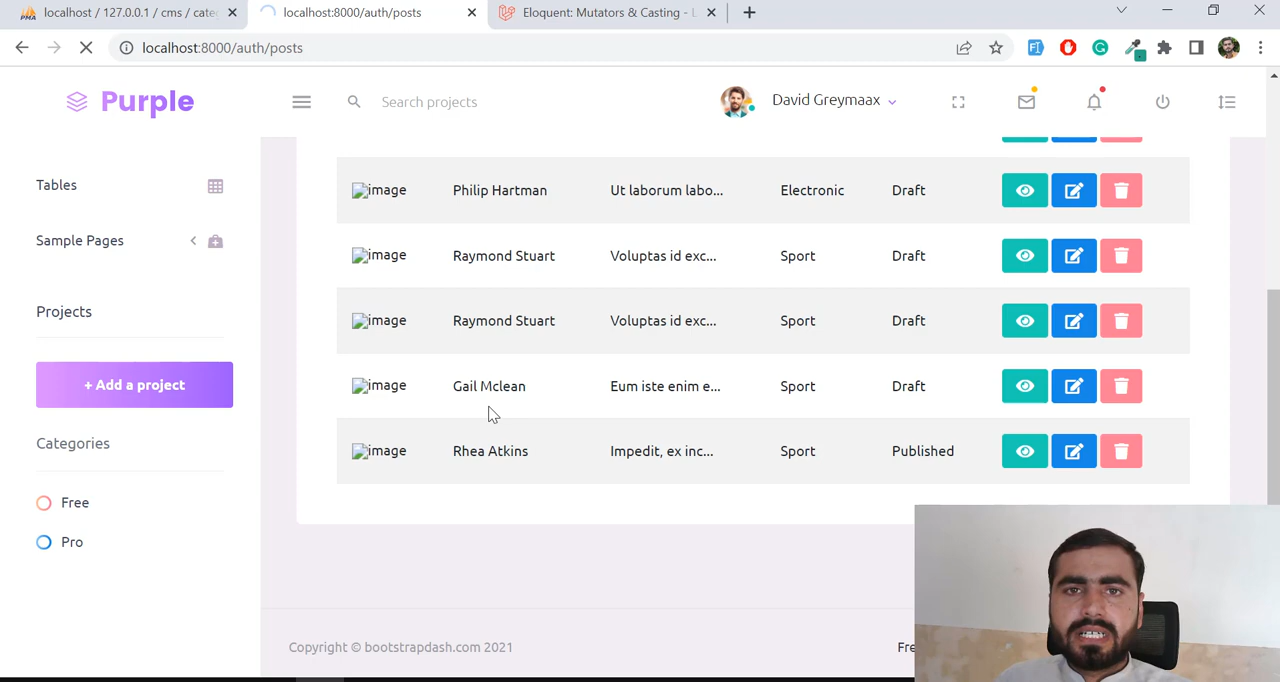 localhost / 127.0.0.1 / cms / cate
localhost:8000/auth/posts
Eloquent: Mutators & Casting - L
localhost:8000/auth/posts
Purple
Search projects
David Greymaax
Tables
Sample Pages
Projects
+ Add a project
Categories
Free
Pro
image Philip Hartman Ut laborum labo... Electronic Draft
image Raymond Stuart Voluptas id exc... Sport Draft
image Raymond Stuart Voluptas id exc... Sport Draft
image Gail Mclean Eum iste enim e... Sport Draft
image Rhea Atkins Impedit, ex inc... Sport Published
Copyright © bootstrapdash.com 2021
Fre